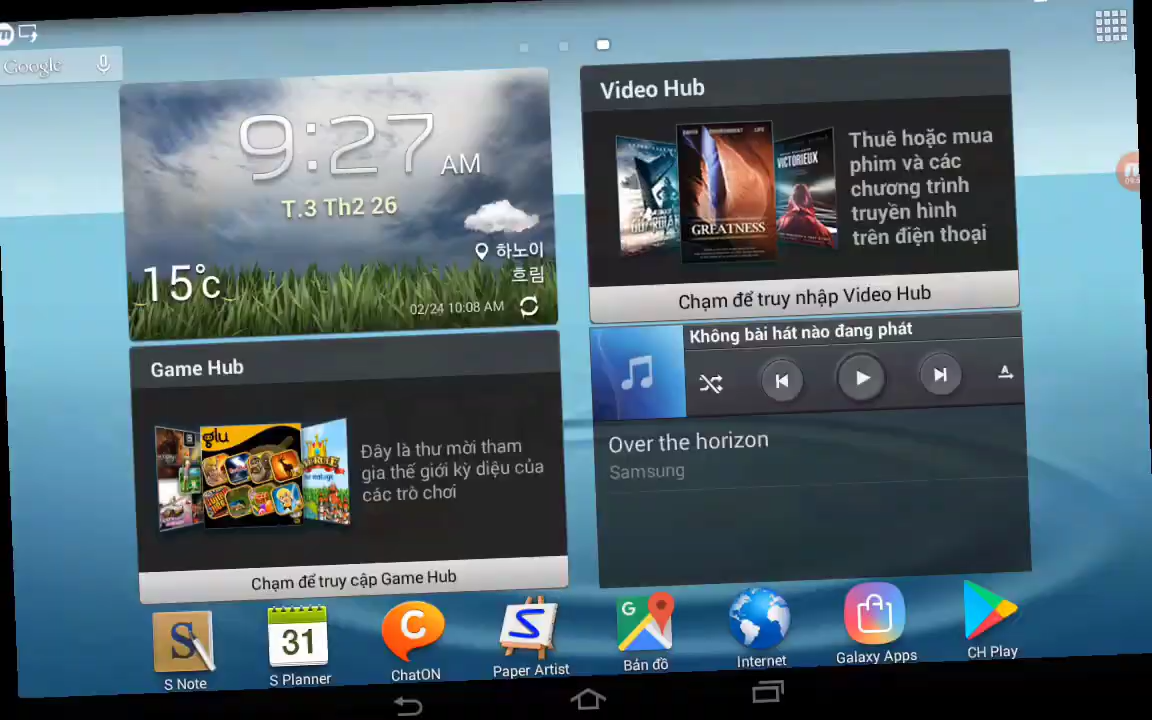 Google
9:27 AM
T.3 Th2 26
하노이
흐림
15°C
02/24 10:08 AM
Video Hub
GREATNESS
VICTORIEUX
Thuê hoặc mua
phim và các
chương trình
truyền hình
trên điện thoại
Chạm để truy nhập Video Hub
Game Hub
glu
Đây là thư mời tham
gia thế giới kỳ diệu của
các trò chơi
Chạm để truy cập Game Hub
Không bài hát nào đang phát
A
Over the horizon
Samsung
S
31
C
S
G
S Note
S Planner
ChatON
Paper Artist
Bản đồ
Internet
Galaxy Apps
CH Play